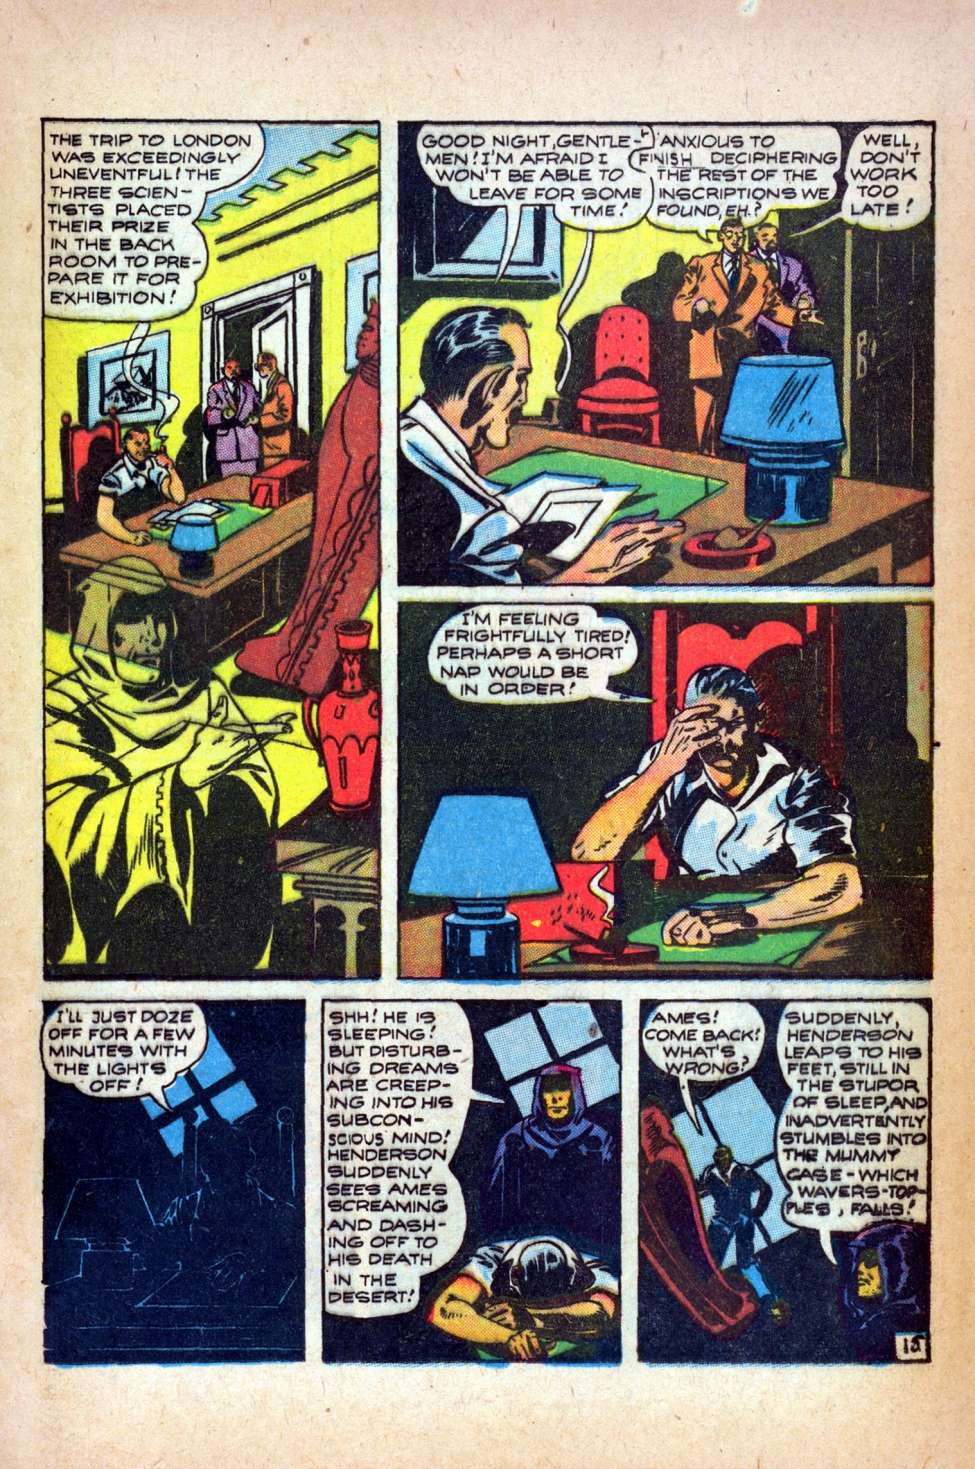 THE TRIP TO LONDON
WAS EXCEEDINGLY
UNEVENTFUL! THE
THREE SCIEN-
TISTS PLACED
THEIR PRIZE
IN THE BACK
ROOM TO PRE-
PARE IT FOR
EXHIBITION!
GOOD NIGHT, GENTLE-
MEN! I'M AFRAID I
WON'T BE ABLE TO
LEAVE FOR SOME
TIME!
ANXIOUS TO
FINISH DECIPHERING
THE REST OF THE
INSCRIPTIONS WE
FOUND, EH?
WELL,
DON'T
WORK
TOO
LATE!
I'M FEELING
FRIGHTFULLY TIRED!
PERHAPS A SHORT
NAP WOULD BE
IN ORDER!
I'LL JUST DOZE
OFF FOR A FEW
MINUTES WITH
THE LIGHTS
OFF!
SHH! HE IS
SLEEPING!
BUT DISTURB-
ING DREAMS
ARE CREEP-
ING INTO HIS
SUBCON-
SCIOUS MIND!
HENDERSON
SUDDENLY
SEES AMES
SCREAMING
AND DASH-
ING OFF TO
HIS DEATH
IN THE
DESERT!
AMES!
COME BACK!
WHAT'S
WRONG?
SUDDENLY,
HENDERSON
LEAPS TO HIS
FEET, STILL IN
THE STUPOR
OF SLEEP, AND
INADVERTENTLY
STUMBLES INTO
THE MUMMY
CASE-WHICH
WAVERS-TOP-
PLES, FALLS!
15